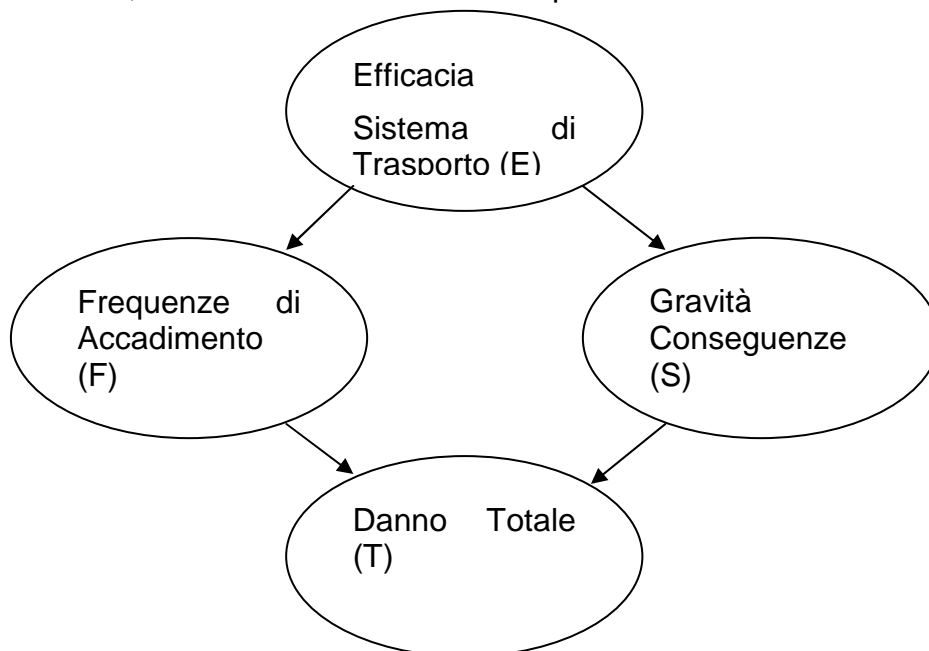 Efficacia
Sistema di
Trasporto (E)
Frequenze di
Accadimento
(F)
Gravità
Conseguenze
(S)
Danno Totale
(T)